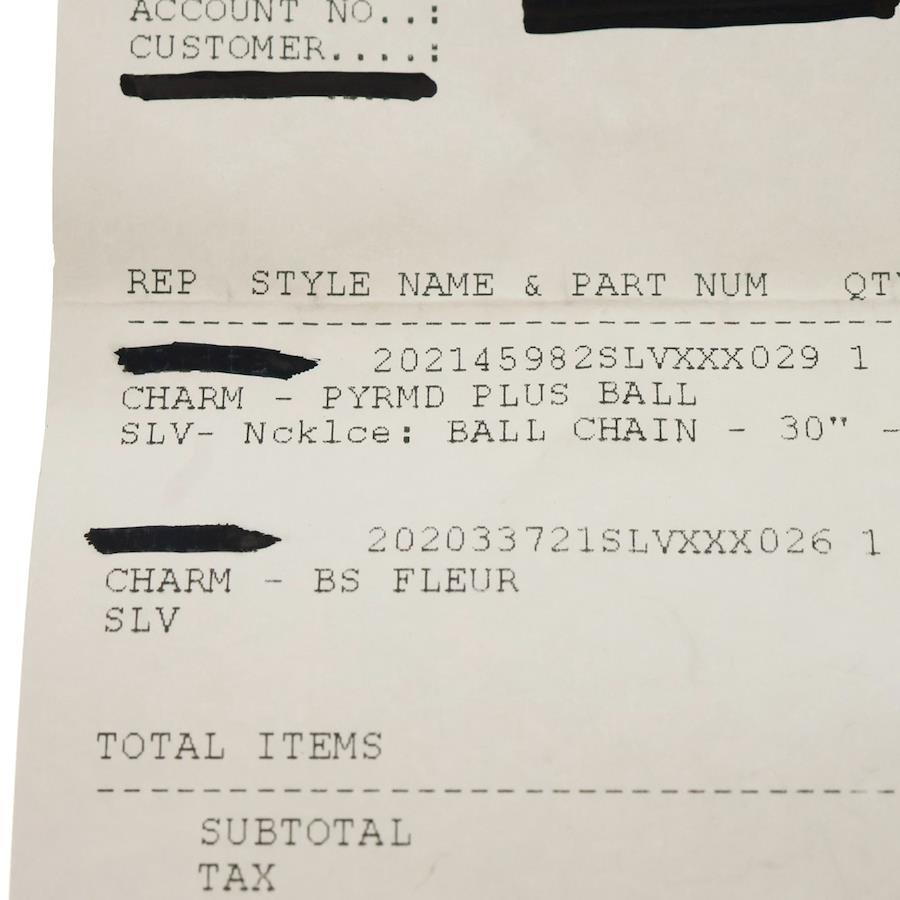 ACCOUNT NO..:
CUSTOMER....:
REP STYLE NAME & PART NUM QTY
202145982SLVXXX029 1
CHARM - PYRMD PLUS BALL
SLV- Ncklce: BALL CHAIN - 30" -
202033721SLVXXX026 1
CHARM - BS FLEUR
SLV
TOTAL ITEMS
SUBTOTAL
TAX